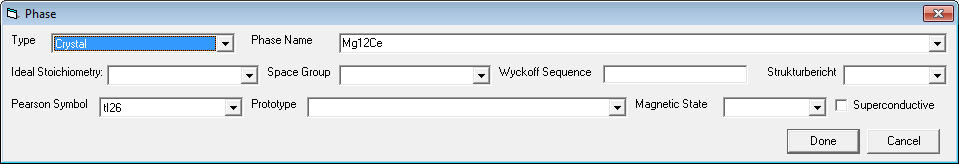 Phase
Type Crystal Phase Name Mg12Ce
Ideal Stoichiometry: Space Group Wyckoff Sequence Strukturbericht
Pearson Symbol tI26 Prototype Magnetic State Superconductive
Done Cancel